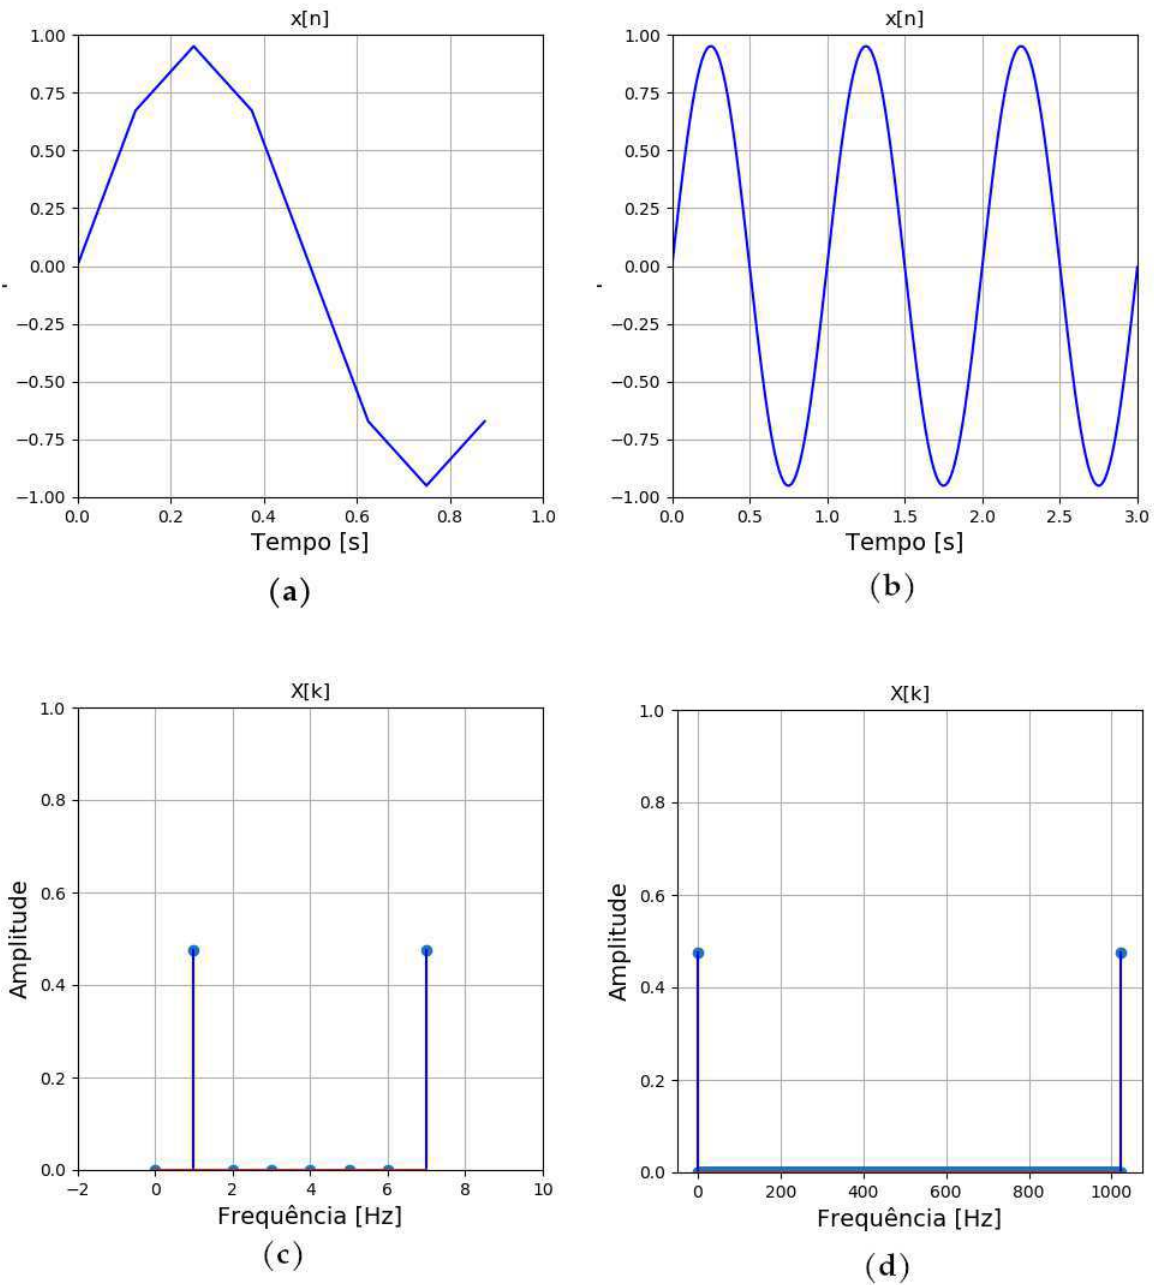 x[n]
1.00
0.75
0.50
0.25
0.00
−0.25
−0.50
−0.75
−1.00
0.0 0.2 0.4 0.6 0.8 1.0
Tempo [s]
(a)
x[n]
1.00
0.75
0.50
0.25
0.00
−0.25
−0.50
−0.75
−1.00
0.0 0.5 1.0 1.5 2.0 2.5 3.0
Tempo [s]
(b)
X[k]
Amplitude
1.0
0.8
0.6
0.4
0.2
0.0
−2 0 2 4 6 8 10
Frequência [Hz]
(c)
X[k]
Amplitude
1.0
0.8
0.6
0.4
0.2
0.0
0 200 400 600 800 1000
Frequência [Hz]
(d)